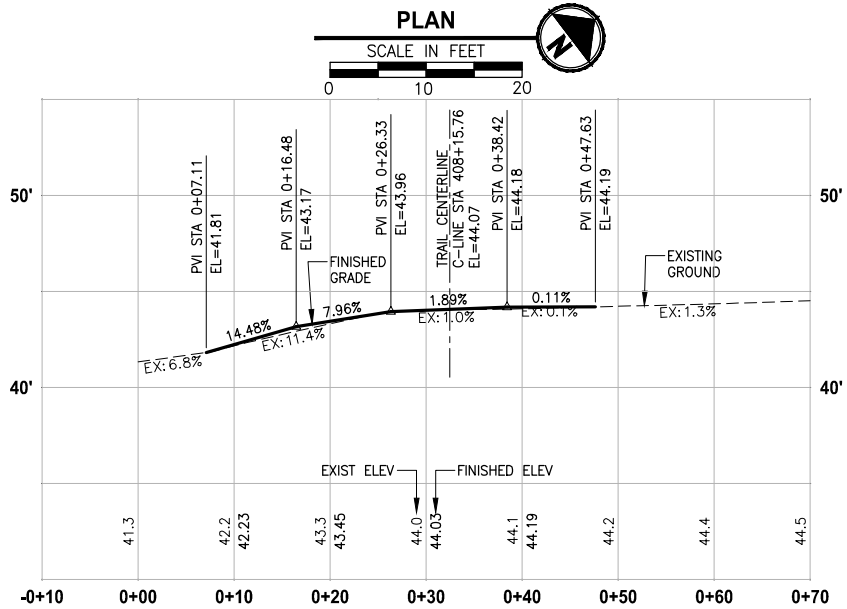 PLAN
SCALE IN FEET
N
0 10 20
PVI STA 0+07.11
EL=41.81
PVI STA 0+16.48
EL=43.17
PVI STA 0+26.33
EL=43.96
TRAIL CENTERLINE
C-LINE STA 408+15.76
EL=44.07
PVI STA 0+38.42
EL=44.18
PVI STA 0+47.63
EL=44.19
50' 50'
FINISHED
GRADE
EXISTING
GROUND
14.48% 7.96% 1.89% 0.11%
EX: 6.8% EX: 11.4% EX: 1.0% EX: 0.1% EX: 1.3%
40' 40'
EXIST ELEV FINISHED ELEV
41.3
42.2
42.23
43.3
43.45
44.0
44.03
44.1
44.19
44.2
44.4
44.5
-0+10 0+00 0+10 0+20 0+30 0+40 0+50 0+60 0+70